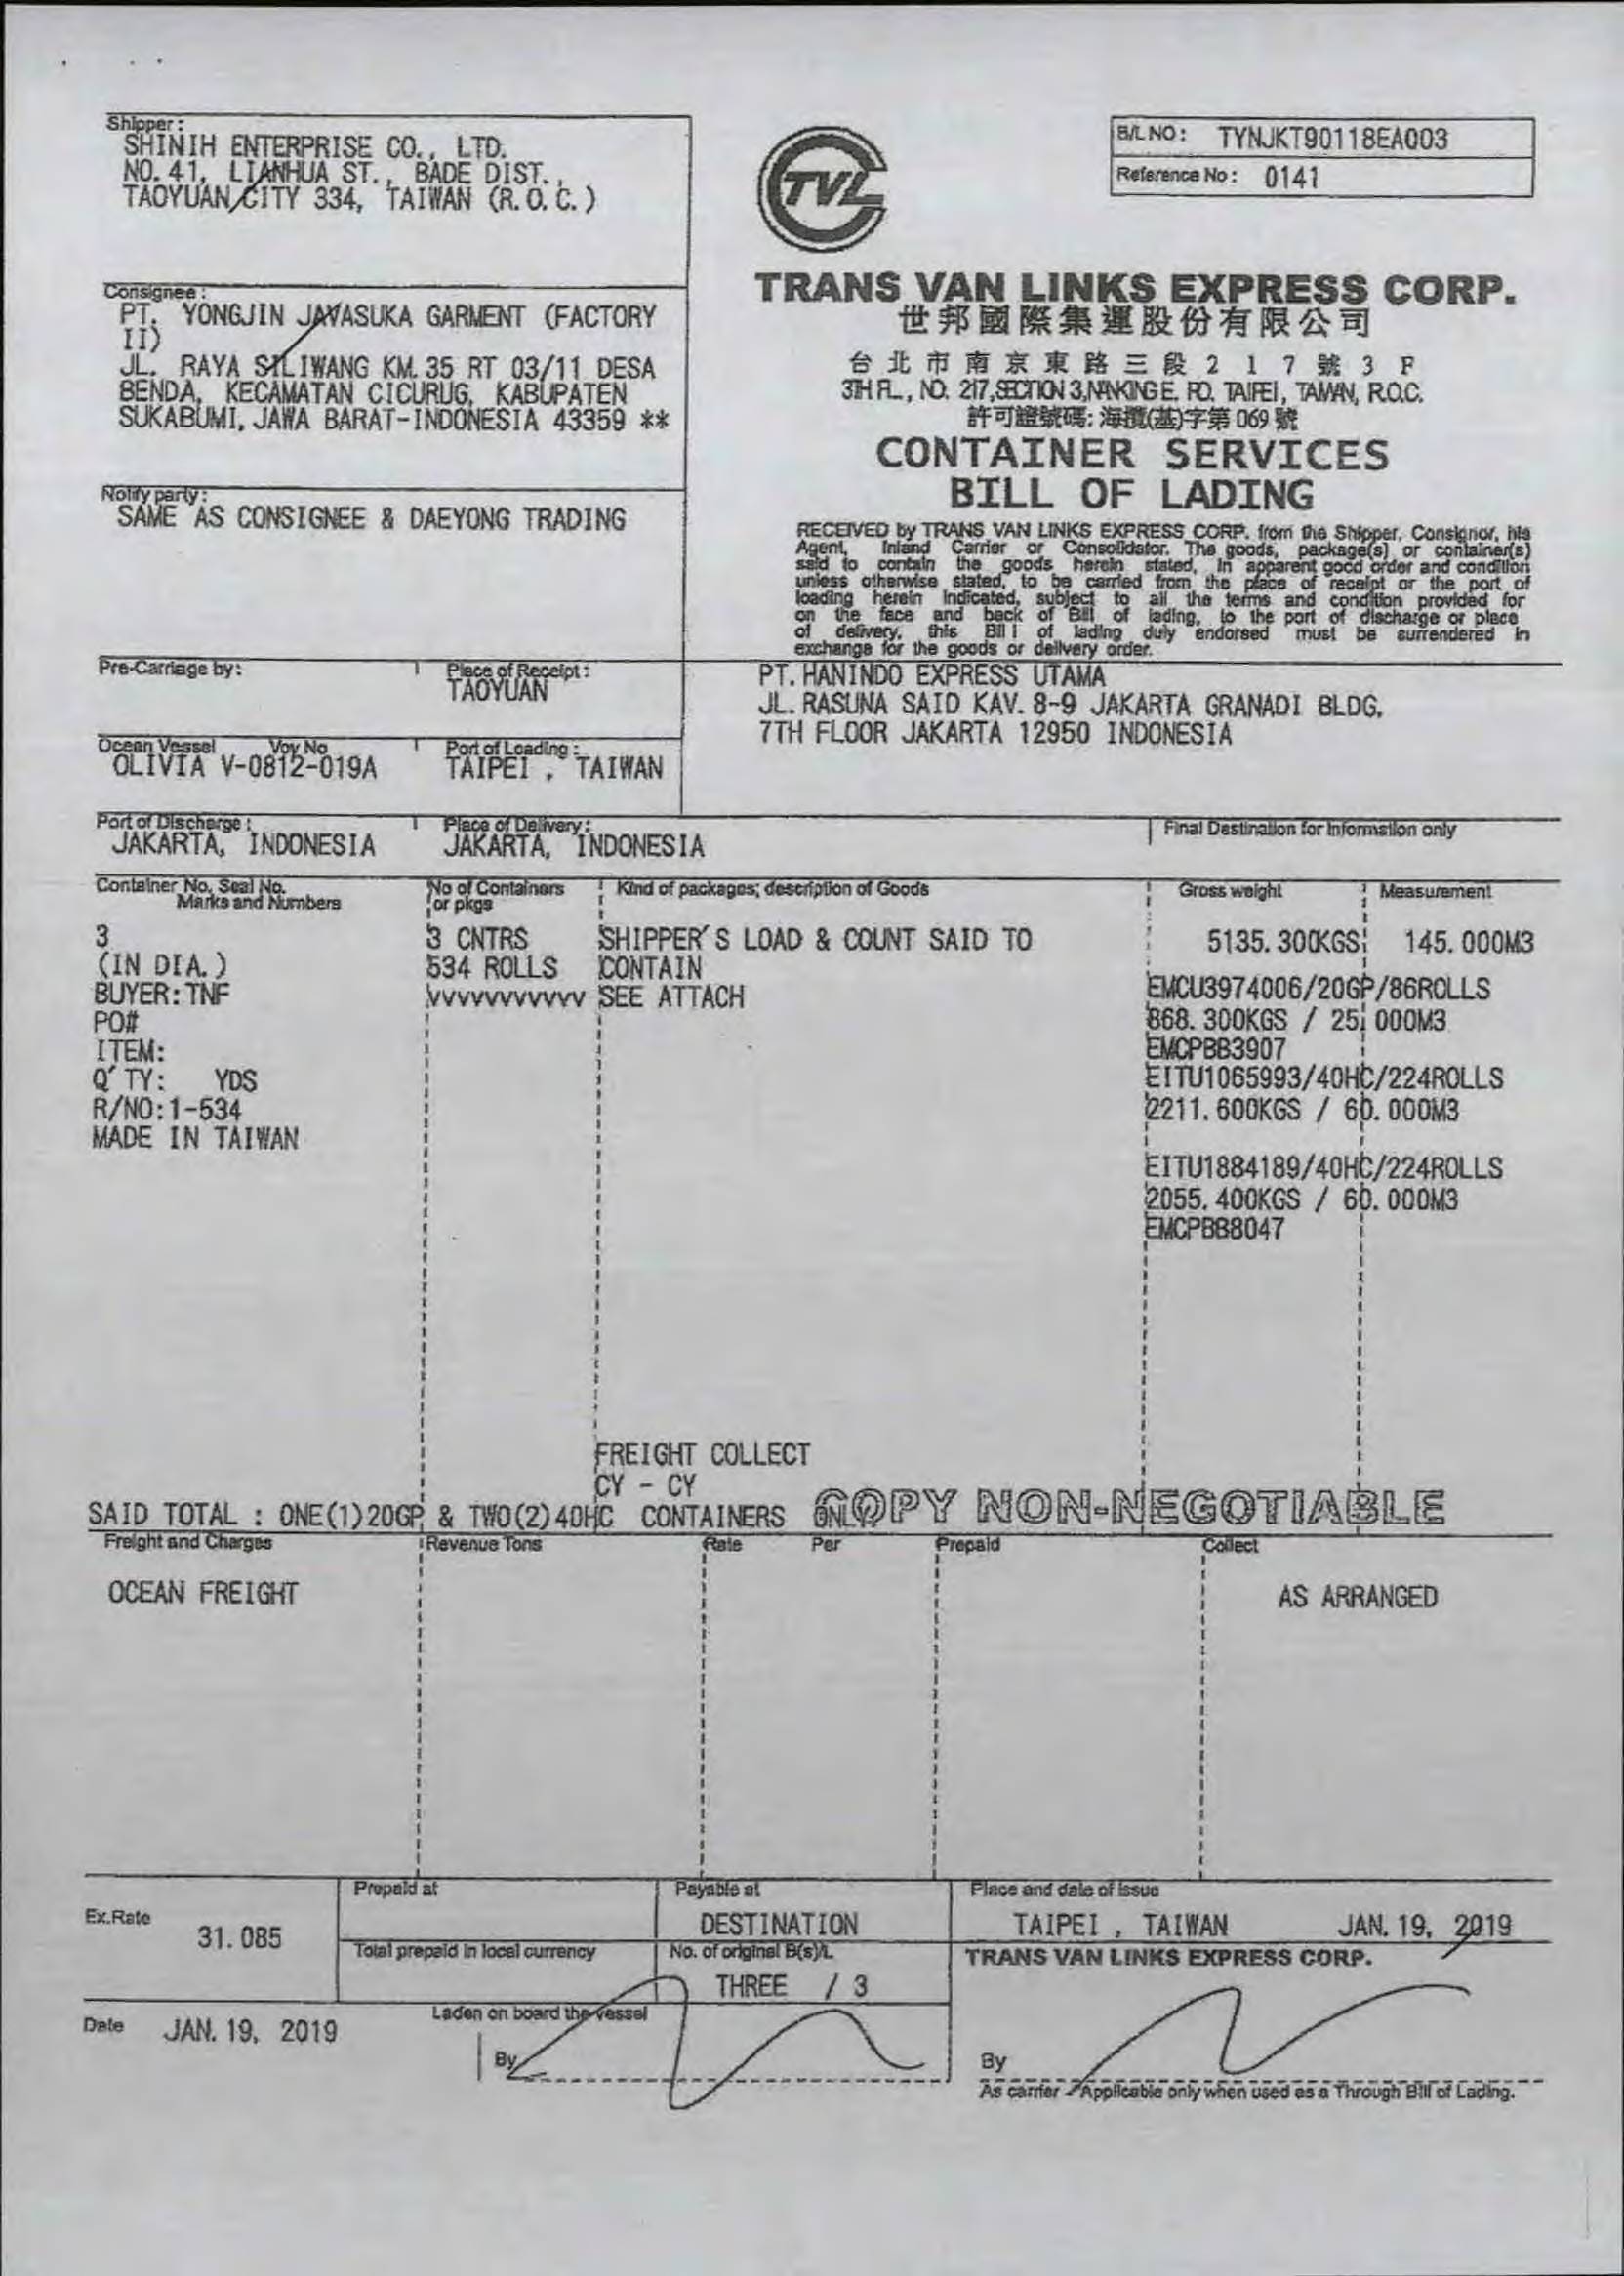 Shipper:
SHINIH ENTERPRISE CO., LTD.
NO. 41, LIANHUA ST., BADE DIST.,
TAOYUAN CITY 334, TAIWAN (R.O.C.)
B/L NO: TYNJKT90118EA003
Reference No: 0141
TVL
Consignee:
PT. YONGJIN JAVASUKA GARMENT (FACTORY
II)
JL. RAYA SILIWANG KM.35 RT 03/11 DESA
BENDA, KECAMATAN CICURUG, KABUPATEN
SUKABUMI, JAWA BARAT-INDONESIA 43359 **
TRANS VAN LINKS EXPRESS CORP.
世邦國際集運股份有限公司
台北市南京東路三段217號3F
3TH FL., NO. 217,SECTION 3,NANKING E. RD. TAIPEI, TAIWAN, R.O.C.
許可證號碼: 海攬(基)字第 069 號
CONTAINER SERVICES
BILL OF LADING
Notify party:
SAME AS CONSIGNEE & DAEYONG TRADING
RECEIVED by TRANS VAN LINKS EXPRESS CORP. from the Shipper, Consignor, his
Agent, Inland Carrier or Consolidator. The goods, package(s) or container(s)
said to contain the goods herein stated, in apparent good order and condition
unless otherwise stated, to be carried from the place of receipt or the port of
loading herein indicated, subject to all the terms and condition provided for
on the face and back of Bill of lading, to the port of discharge or place
of delivery, this Bill of lading duly endorsed must be surrendered in
exchange for the goods or delivery order.
Pre-Carriage by:
Place of Receipt:
TAOYUAN
PT. HANINDO EXPRESS UTAMA
JL. RASUNA SAID KAV. 8-9 JAKARTA GRANADI BLDG.
7TH FLOOR JAKARTA 12950 INDONESIA
Ocean Vessel Voy No
OLIVIA V-0812-019A
Port of Loading:
TAIPEI , TAIWAN
Port of Discharge:
JAKARTA, INDONESIA
Place of Delivery:
JAKARTA, INDONESIA
Final Destination for Information only
Container No. Seal No.
Marks and Numbers
No of Containers
or pkgs
Kind of packages; description of Goods
Gross weight
Measurement
3
(IN DIA.)
BUYER:TNF
PO#
ITEM:
Q'TY: YDS
R/NO:1-534
MADE IN TAIWAN
3 CNTRS
534 ROLLS
vvvvvvvvvvv
SHIPPER'S LOAD & COUNT SAID TO
CONTAIN
SEE ATTACH
5135.300KGS 145.000M3
EMCU3974006/20GP/86ROLLS
868.300KGS / 25.000M3
EMCPBB3907
EITU1065993/40HC/224ROLLS
2211.600KGS / 60.000M3
EITU1884189/40HC/224ROLLS
2055.400KGS / 60.000M3
EMCPBB8047
FREIGHT COLLECT
CY - CY
SAID TOTAL : ONE(1)20GP & TWO(2)40HC CONTAINERS ONLY
COPY NON-NEGOTIABLE
Freight and Charges Revenue Tons Rate Per Prepaid Collect
OCEAN FREIGHT AS ARRANGED
Ex.Rate 31.085
Prepaid at
Payable at
DESTINATION
Place and date of issue
TAIPEI , TAIWAN JAN. 19, 2019
Total prepaid in local currency
No. of original B(s)/L
THREE / 3
TRANS VAN LINKS EXPRESS CORP.
Date JAN. 19, 2019
Laden on board the vessel
By
By
As carrier Applicable only when used as a Through Bill of Lading.